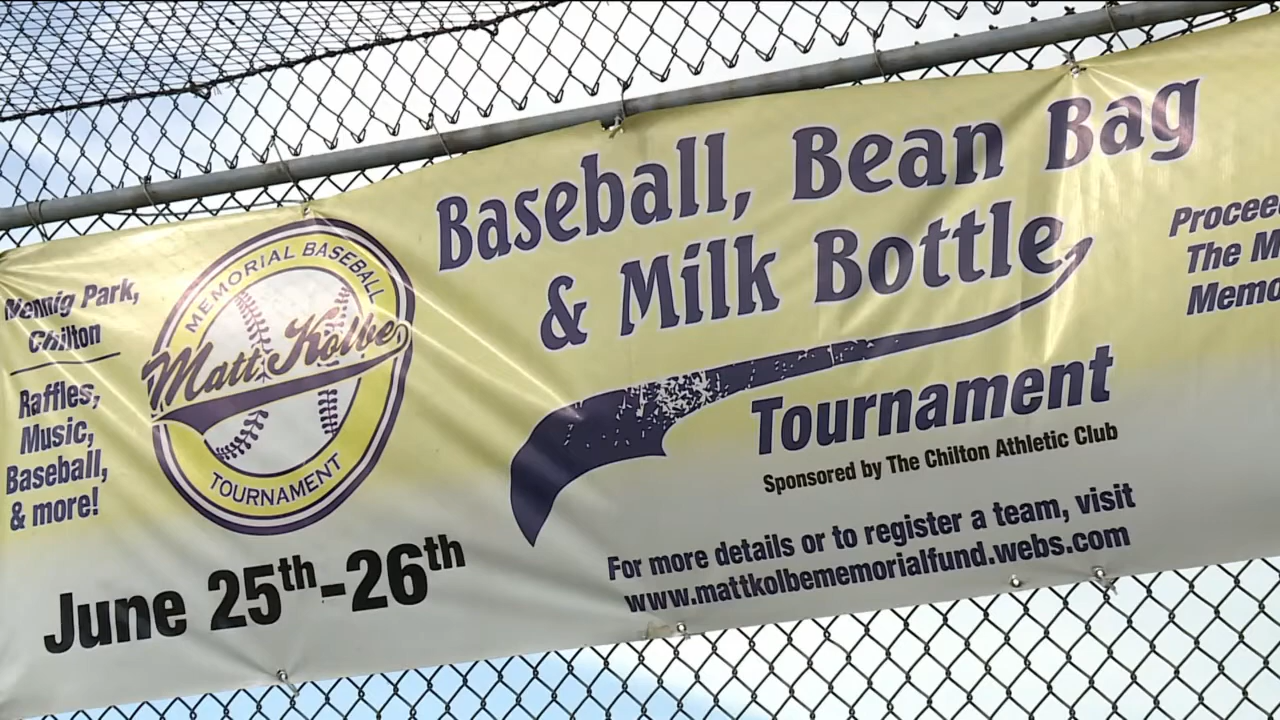 Nennig Park,
Chilton
Raffles,
Music,
Baseball,
& more!
MEMORIAL BASEBALL
Matt Kolbe
TOURNAMENT
June 25th-26th
Baseball, Bean Bag
& Milk Bottle
Tournament
Sponsored by The Chilton Athletic Club
For more details or to register a team, visit
www.mattkolbememorialfund.webs.com
The